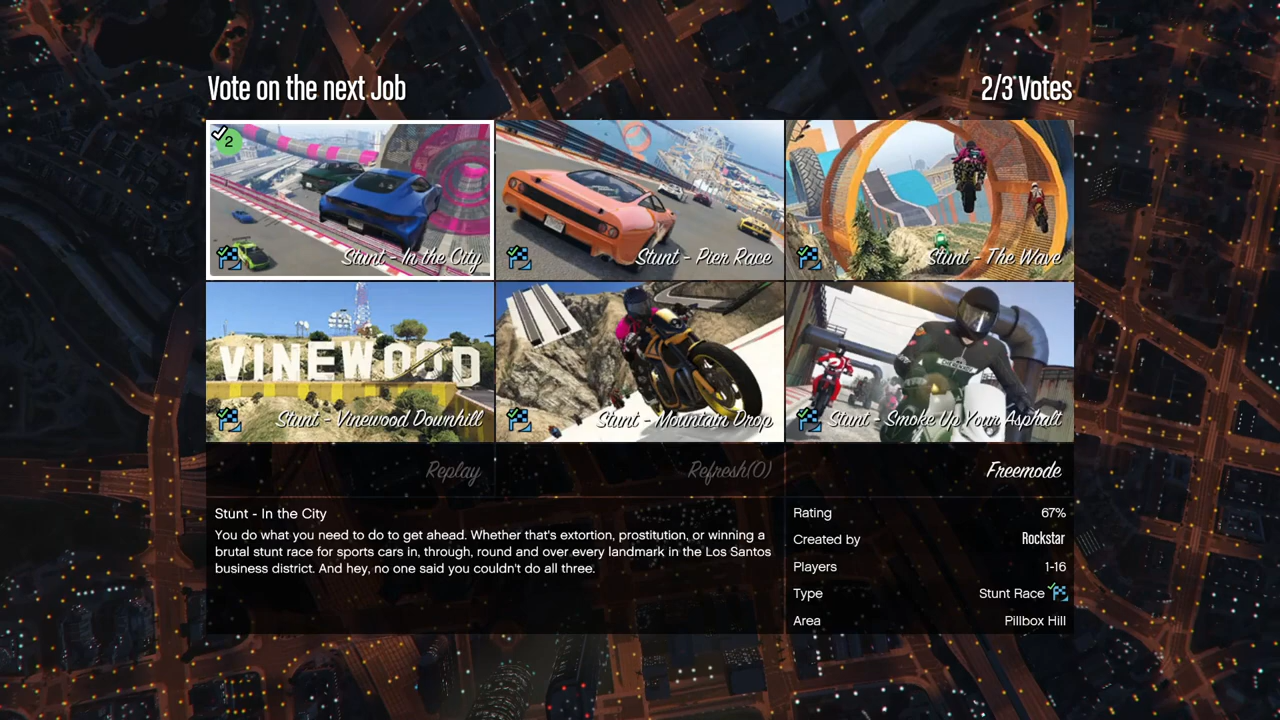 Vote on the next Job
2/3 Votes
2
Stunt - In the City
Stunt - Pier Race
Stunt - The Wave
VINEWOOD
Stunt - Vinewood Downhill
Stunt - Mountain Drop
Stunt - Smoke Up Your Asphalt
Replay
Refresh(0)
Freemode
Stunt - In the City
You do what you need to do to get ahead. Whether that's extortion, prostitution, or winning a
brutal stunt race for sports cars in, through, round and over every landmark in the Los Santos
business district. And hey, no one said you couldn't do all three.
Rating 67%
Created by Rockstar
Players 1-16
Type Stunt Race
Area Pillbox Hill